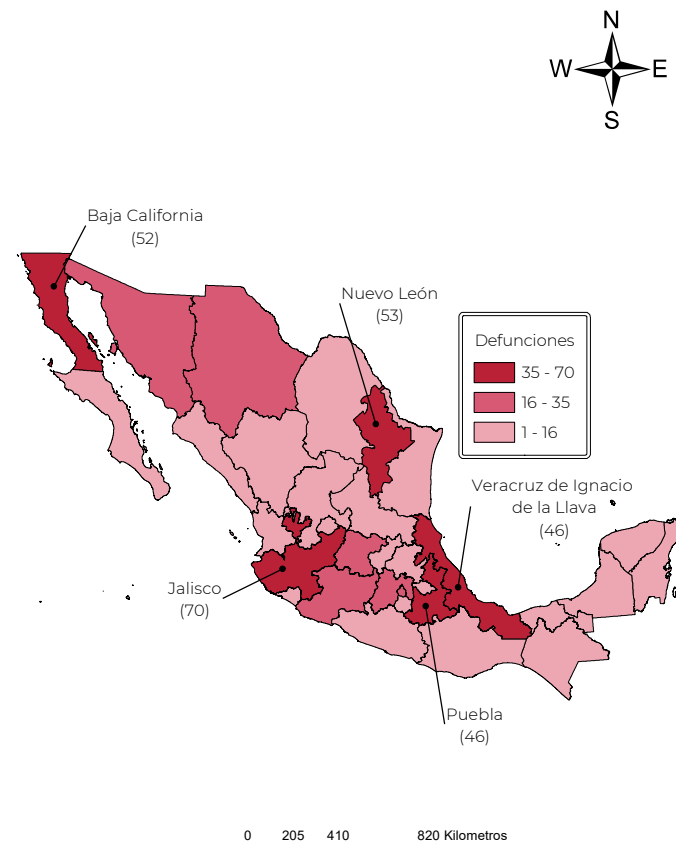 N
W E
S
Baja California
(52)
Nuevo León
(53)
Defunciones
35 - 70
16 - 35
1 - 16
Veracruz de Ignacio
de la Llava
(46)
Jalisco
(70)
Puebla
(46)
0 205 410 820 Kilometros